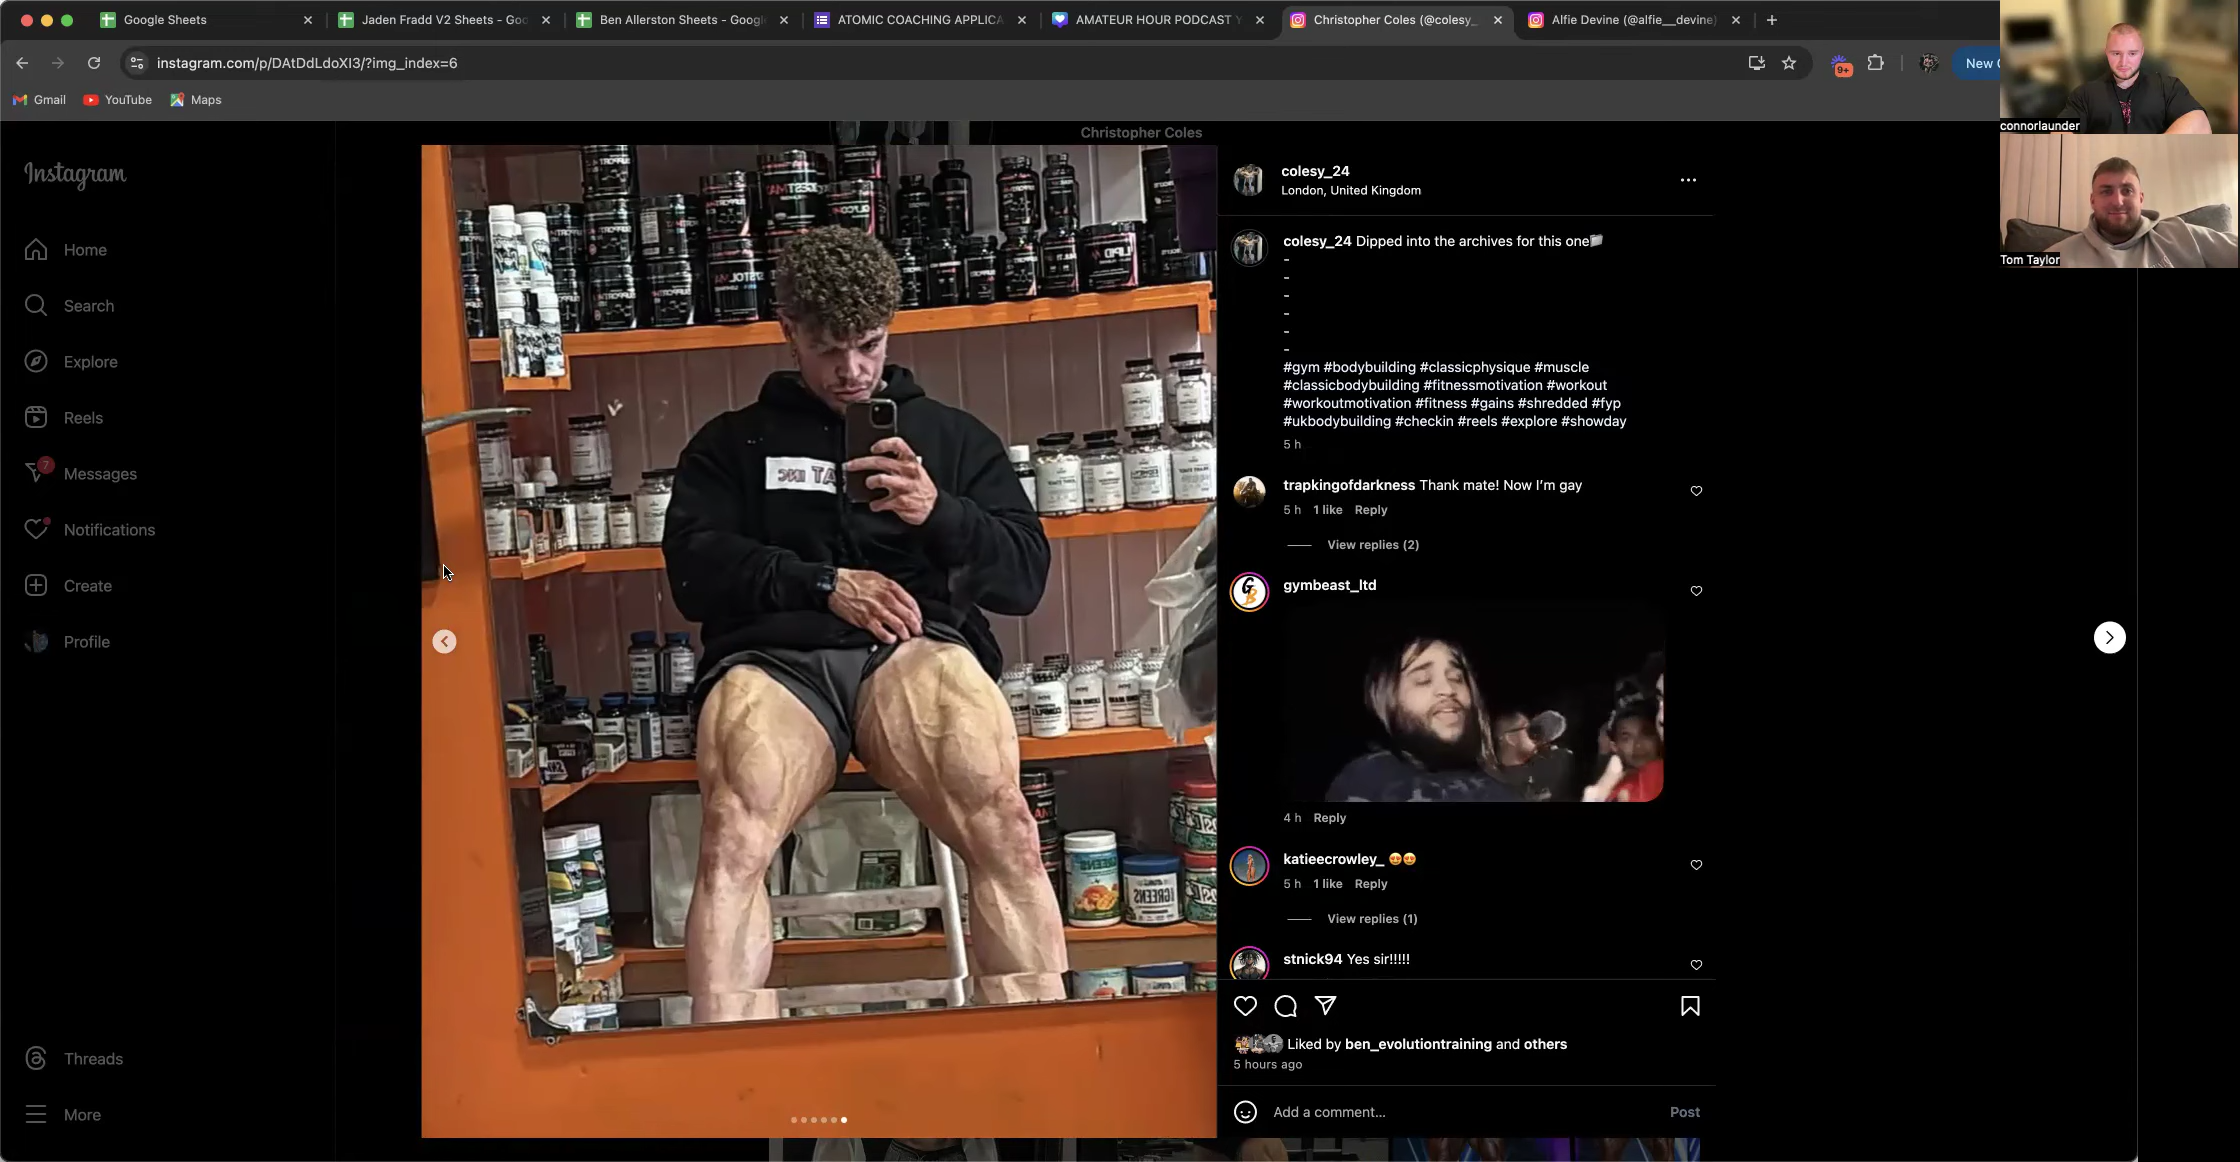 Google Sheets
Jaden Fradd V2 Sheets - Goo
Ben Allerston Sheets - Google
ATOMIC COACHING APPLICA
AMATEUR HOUR PODCAST Y
Christopher Coles (@colesy_
Alfie Devine (@alfie__devine)
instagram.com/p/DAtDdLdoXI3/?img_index=6
9+
New C
Gmail
YouTube
Maps
connorlaunder
Tom Taylor
Christopher Coles
Instagram
Home
Search
Explore
Reels
7
Messages
Notifications
Create
Profile
Threads
More
LIPID
GREENS
colesy_24
London, United Kingdom
colesy_24 Dipped into the archives for this one
-
-
-
-
-
-
#gym #bodybuilding #classicphysique #muscle
#classicbodybuilding #fitnessmotivation #workout
#workoutmotivation #fitness #gains #shredded #fyp
#ukbodybuilding #checkin #reels #explore #showday
5 h
trapkingofdarkness Thank mate! Now I'm gay
5 h 1 like Reply
View replies (2)
gymbeast_ltd
4 h Reply
katieecrowley_ 😍😍
5 h 1 like Reply
View replies (1)
stnick94 Yes sir!!!!!
Liked by ben_evolutiontraining and others
5 hours ago
Add a comment...
Post